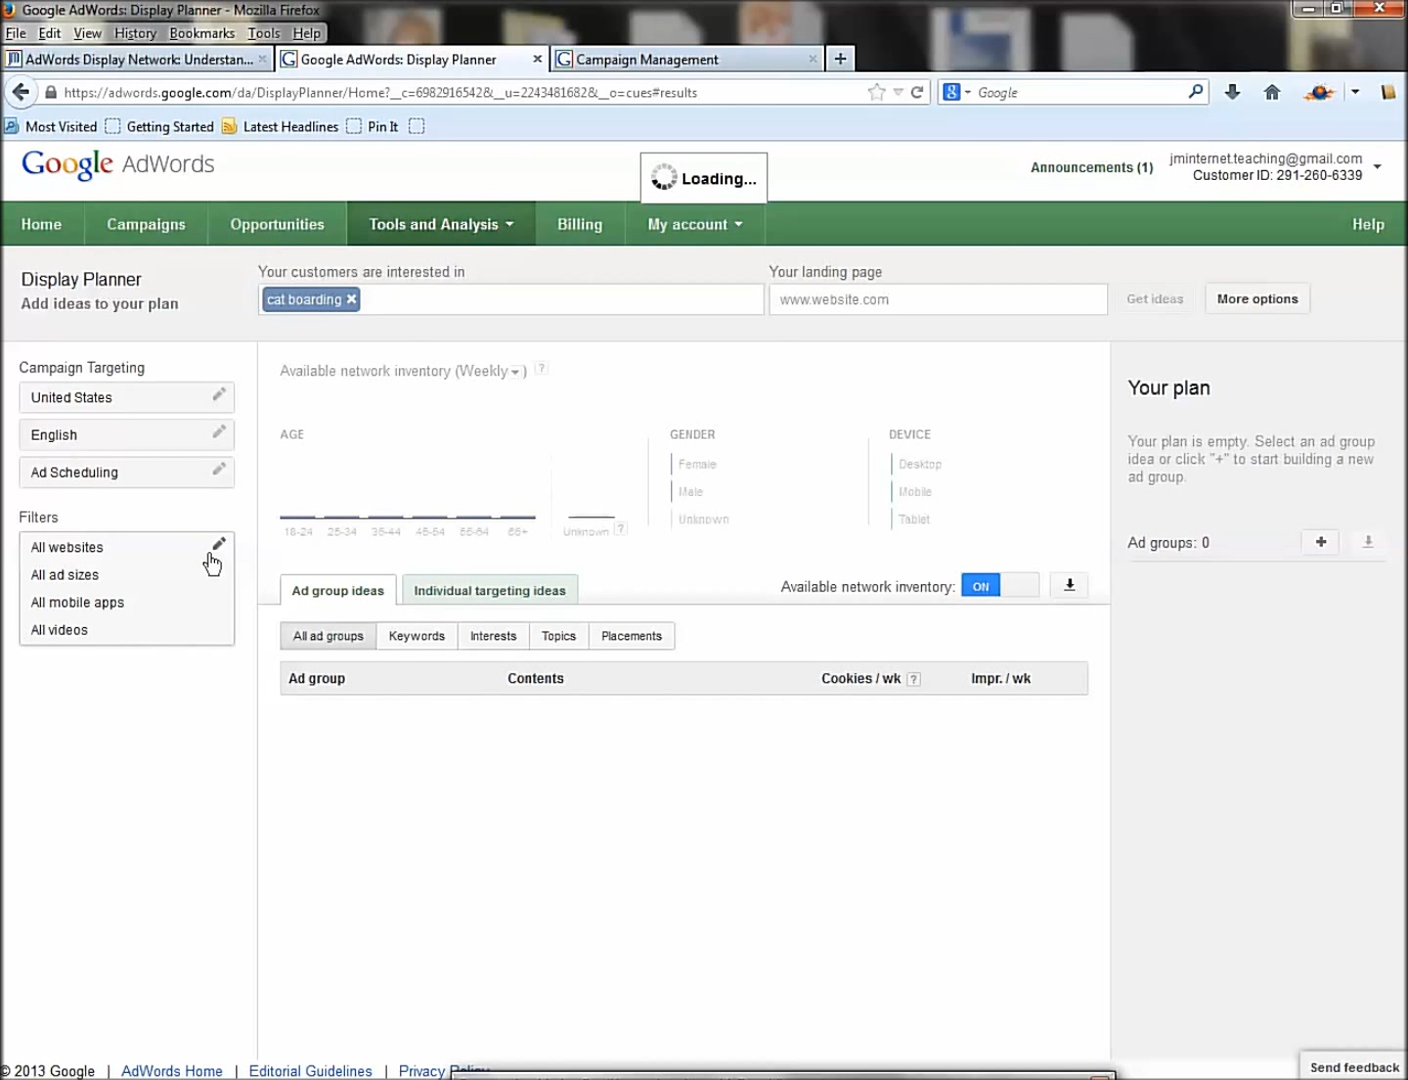 Google AdWords: Display Planner - Mozilla Firefox
File Edit View History Bookmarks Tools Help
AdWords Display Network: Understan...
Google AdWords: Display Planner
Campaign Management
https://adwords.google.com/da/DisplayPlanner/Home?__c=6982916542&__u=2243481682&__o=cues#results
Google
Most Visited Getting Started Latest Headlines Pin It
Google AdWords
Loading...
Announcements (1)
jminternet.teaching@gmail.com
Customer ID: 291-260-6339
Home Campaigns Opportunities Tools and Analysis Billing My account Help
Display Planner
Add ideas to your plan
Your customers are interested in
cat boarding
Your landing page
www.website.com
Get ideas
More options
Campaign Targeting
United States
English
Ad Scheduling
Filters
All websites
All ad sizes
All mobile apps
All videos
Available network inventory (Weekly) ?
AGE
18-24 25-34 35-44 45-54 55-64 65+ Unknown ?
GENDER
Female
Male
Unknown
DEVICE
Desktop
Mobile
Tablet
Ad group ideas
Individual targeting ideas
Available network inventory: ON
All ad groups Keywords Interests Topics Placements
Ad group Contents Cookies / wk ? Impr. / wk
Your plan
Your plan is empty. Select an ad group
idea or click "+" to start building a new
ad group.
Ad groups: 0
© 2013 Google | AdWords Home | Editorial Guidelines | Privacy Policy
Send feedback